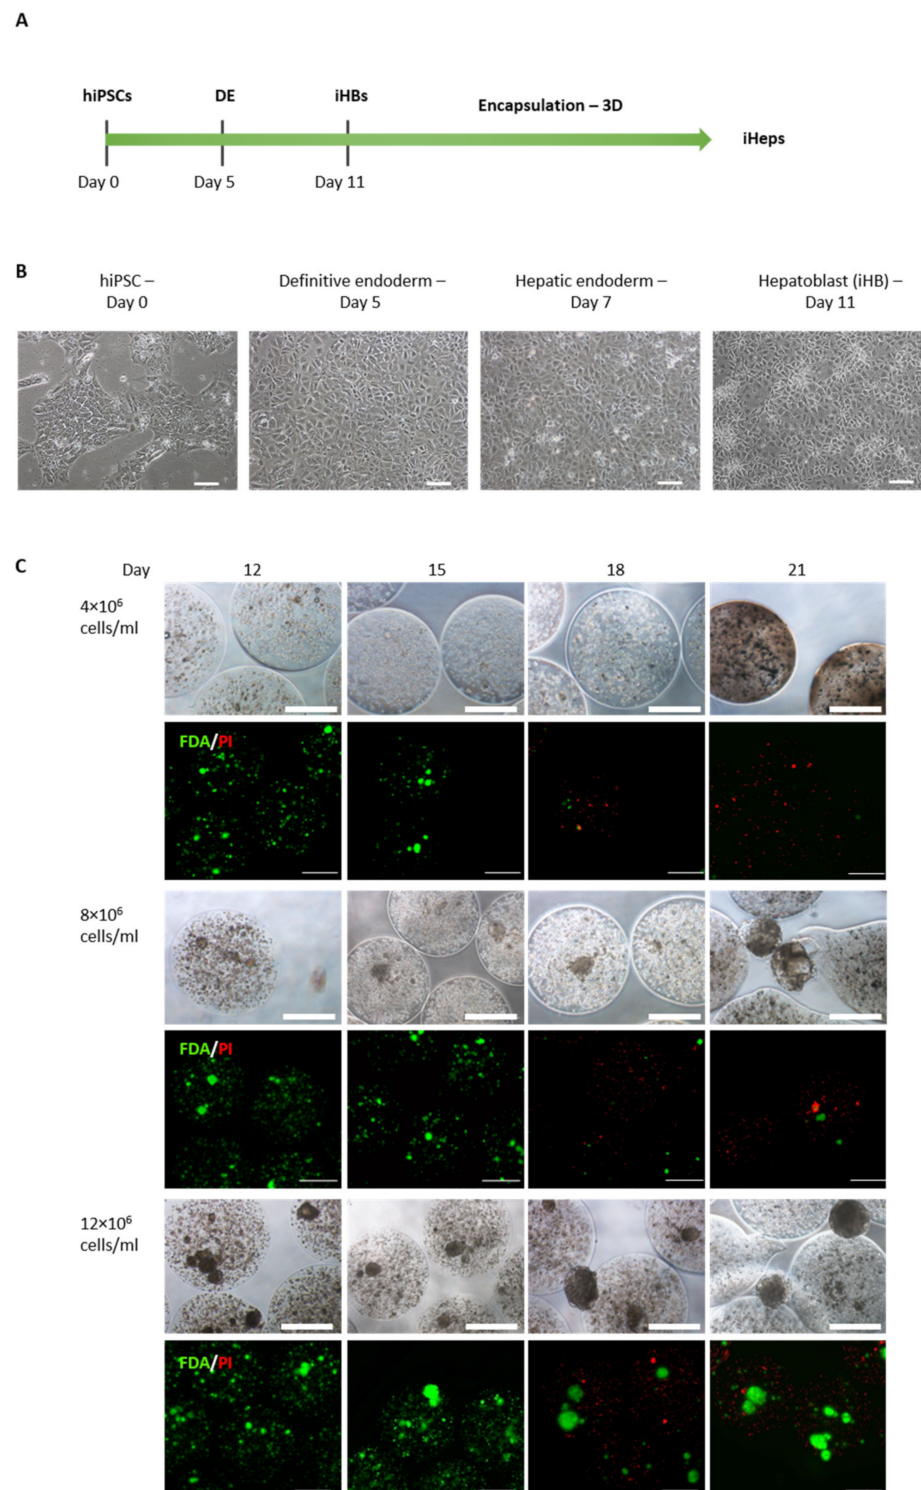 A
hiPSCs DE iHBs Encapsulation – 3D
iHeps
Day 0 Day 5 Day 11
B
hiPSC –
Day 0
Definitive endoderm –
Day 5
Hepatic endoderm –
Day 7
Hepatoblast (iHB) –
Day 11
C
Day 12 15 18 21
4×10⁶
cells/ml
FDA/PI
8×10⁶
cells/ml
FDA/PI
12×10⁶
cells/ml
FDA/PI